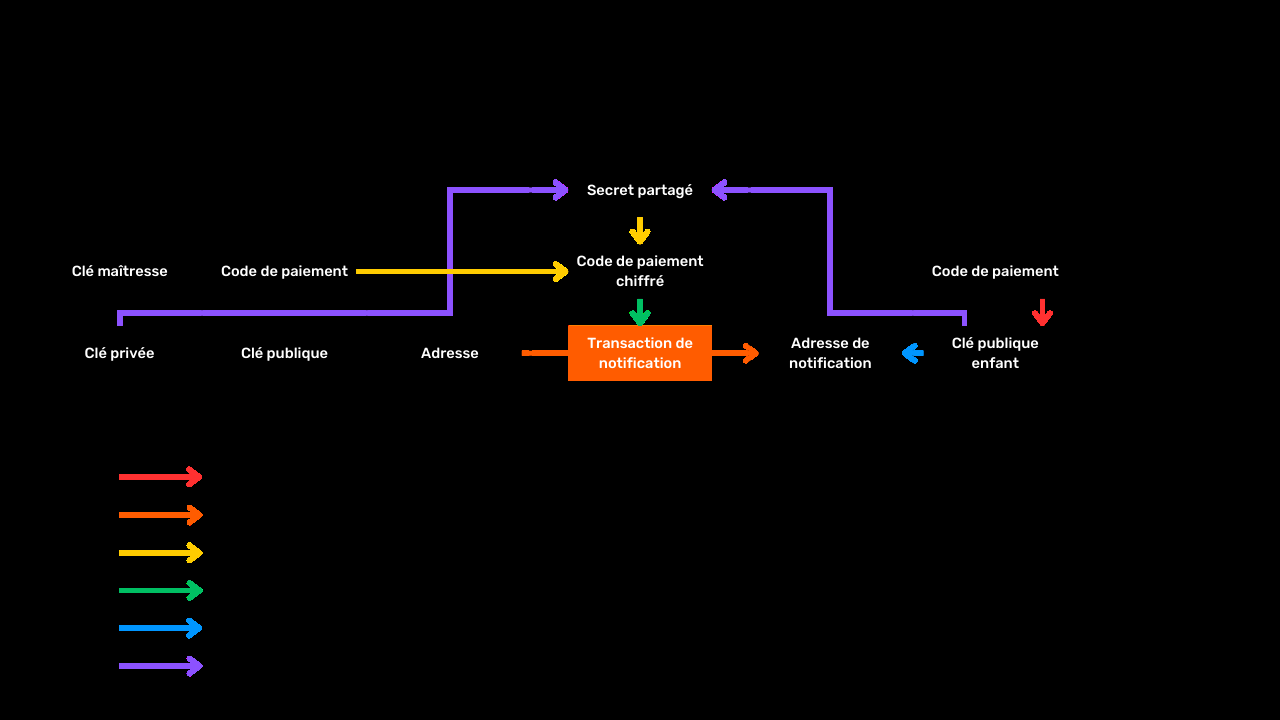 Secret partagé
Clé maîtresse
Code de paiement
Code de paiement
chiffré
Code de paiement
Clé privée
Clé publique
Adresse
Transaction de
notification
Adresse de
notification
Clé publique
enfant